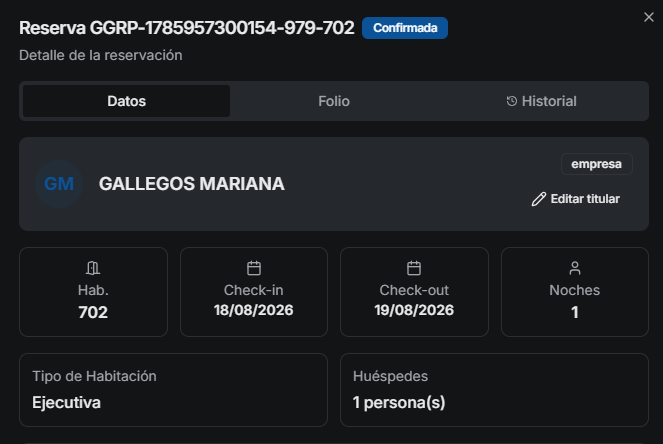 Reserva GGRP-1785957300154-979-702 Confirmada
Detalle de la reservación
Datos Folio Historial
empresa
GM GALLEGOS MARIANA
Editar titular
Hab. Check-in Check-out Noches
702 18/08/2026 19/08/2026 1
Tipo de Habitación Huéspedes
Ejecutiva 1 persona(s)